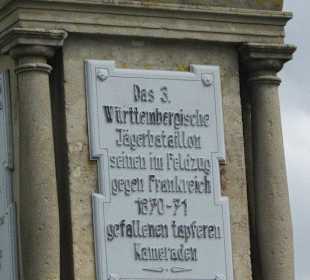 Das 3.
Württembergische
Jägerbataillon
seinen im Feldzug
gegen Frankreich
1870-71
gefallenen tapferen
Kameraden